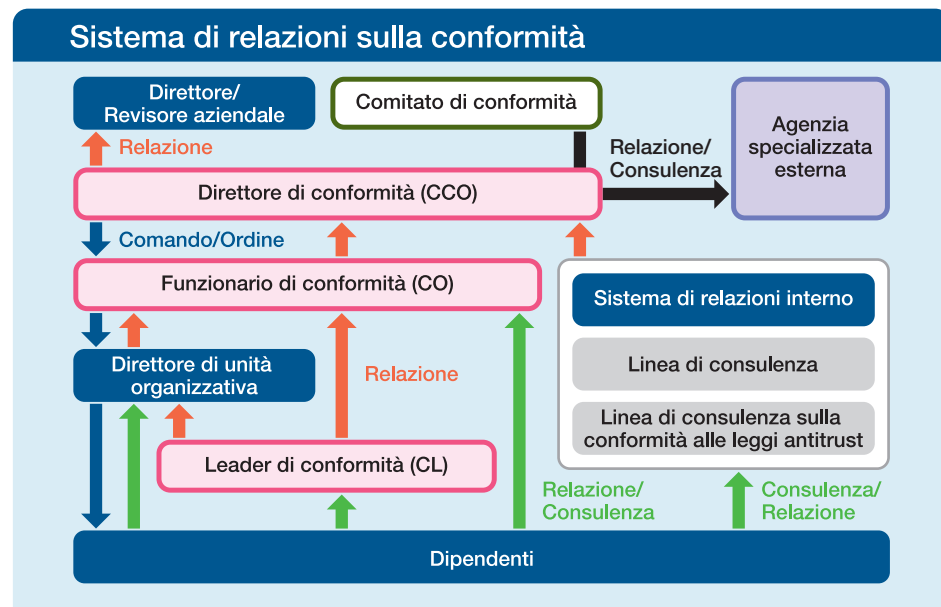 Sistema di relazioni sulla conformità
Direttore/
Revisore aziendale
Comitato di conformità
Agenzia
specializzata
esterna
Relazione
Relazione/
Consulenza
Direttore di conformità (CCO)
Comando/Ordine
Funzionario di conformità (CO)
Sistema di relazioni interno
Direttore di unità
organizzativa
Relazione
Linea di consulenza
Linea di consulenza sulla
conformità alle leggi antitrust
Leader di conformità (CL)
Relazione/
Consulenza
Consulenza/
Relazione
Dipendenti